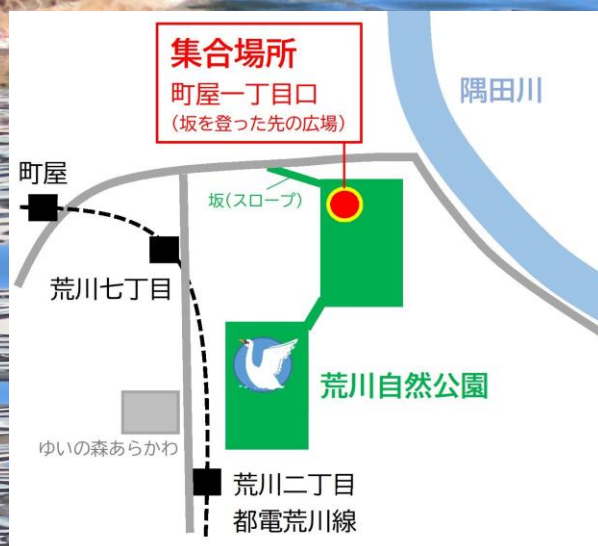 集合場所
町屋一丁目口
(坂を登った先の広場)
隅田川
町屋
坂(スロープ)
荒川七丁目
荒川自然公園
ゆいの森あらかわ
荒川二丁目
都電荒川線